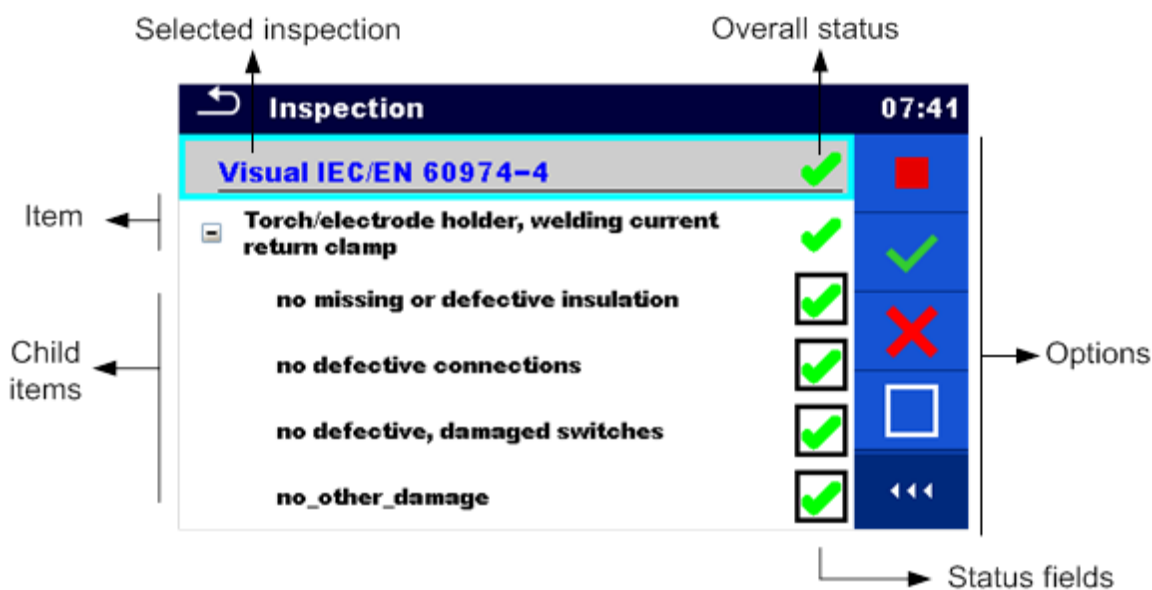 Selected inspection
Overall status
Inspection
07:41
Visual IEC/EN 60974-4
Item
Torch/electrode holder, welding current
return clamp
no missing or defective insulation
Child
items
no defective connections
Options
no defective, damaged switches
no_other_damage
Status fields